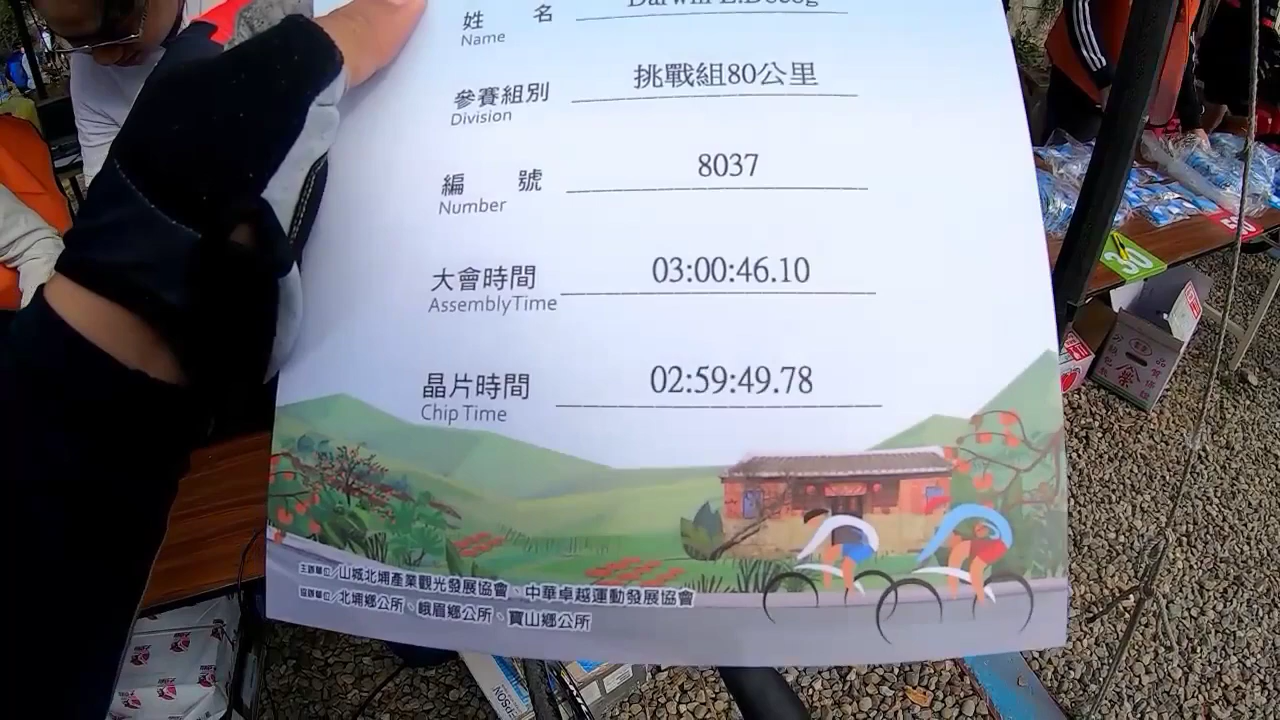 姓 名
Name
Darwin
參賽組別 挑戰組80公里
Division
編 號 8037
Number
大會時間 03:00:46.10
AssemblyTime
晶片時間 02:59:49.78
Chip Time
主辦單位/山城北埔產業觀光發展協會、中華卓越運動發展協會
協辦單位/北埔鄉公所、峨眉鄉公所、寶山鄉公所
30
50
EPSON